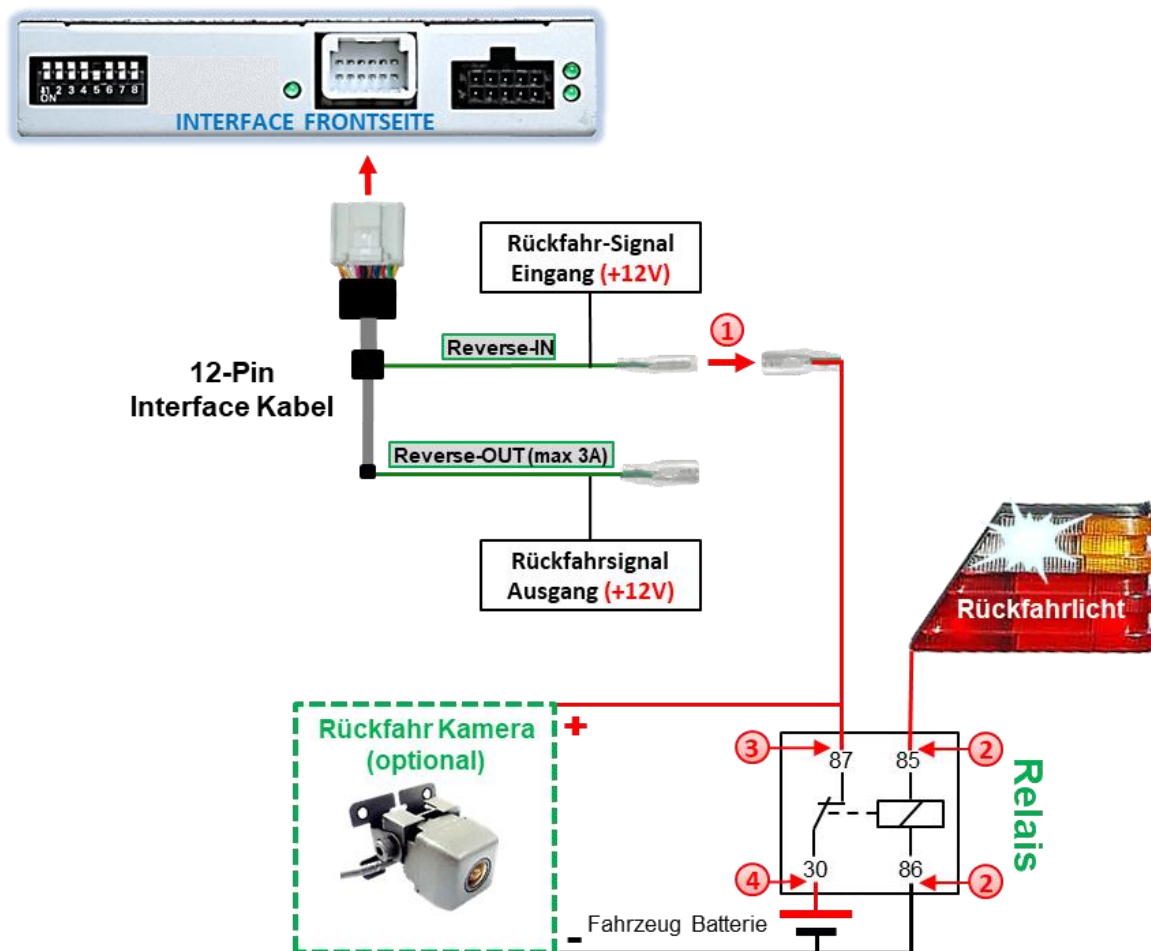 1 2 3 4 5 6 7 8
ON
INTERFACE FRONTSEITE
Rückfahr-Signal
Eingang (+12V)
Reverse-IN
1
12-Pin
Interface Kabel
Reverse-OUT (max 3A)
Rückfahrsignal
Ausgang (+12V)
Rückfahrlicht
Rückfahr Kamera
(optional)
+
3
87
85
2
Relais
4
30
86
2
- Fahrzeug Batterie